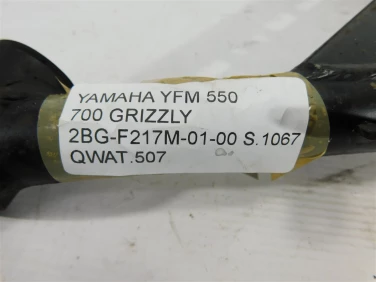 YAMAHA YFM 550
700 GRIZZLY
2BG-F217M-01-00 S.1067
QWAT.507